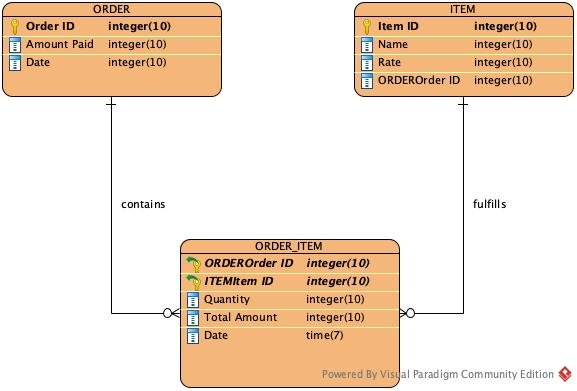 ORDER
Order ID integer(10)
Amount Paid integer(10)
Date integer(10)
ITEM
Item ID integer(10)
Name integer(10)
Rate integer(10)
ORDEROrder ID integer(10)
contains
fulfills
ORDER_ITEM
ORDEROrder ID integer(10)
ITEMItem ID integer(10)
Quantity integer(10)
Total Amount integer(10)
Date time(7)
Powered By Visual Paradigm Community Edition